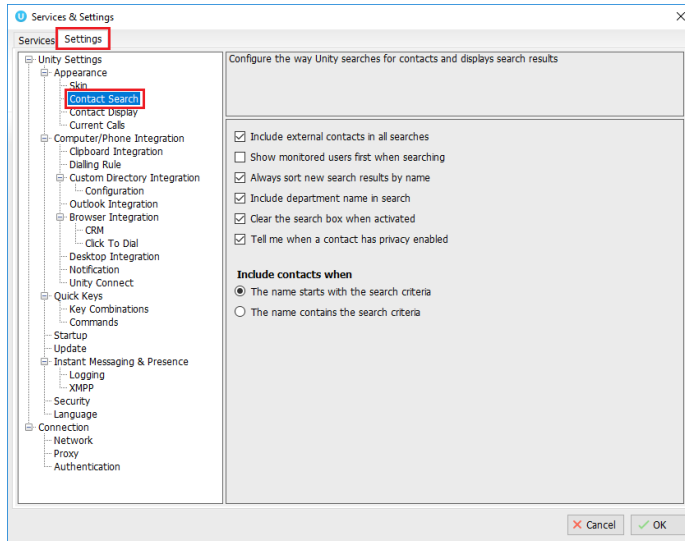 Services & Settings
Services
Settings
Configure the way Unity searches for contacts and displays search results
Unity Settings
Appearance
Skin
Contact Search
Contact Display
Current Calls
Computer/Phone Integration
Clipboard Integration
Dialling Rule
Custom Directory Integration
Configuration
Outlook Integration
Browser Integration
CRM
Click To Dial
Desktop Integration
Notification
Unity Connect
Quick Keys
Key Combinations
Commands
Startup
Update
Instant Messaging & Presence
Logging
XMPP
Security
Language
Connection
Network
Proxy
Authentication
Include external contacts in all searches
Show monitored users first when searching
Always sort new search results by name
Include department name in search
Clear the search box when activated
Tell me when a contact has privacy enabled
Include contacts when
The name starts with the search criteria
The name contains the search criteria
Cancel
OK